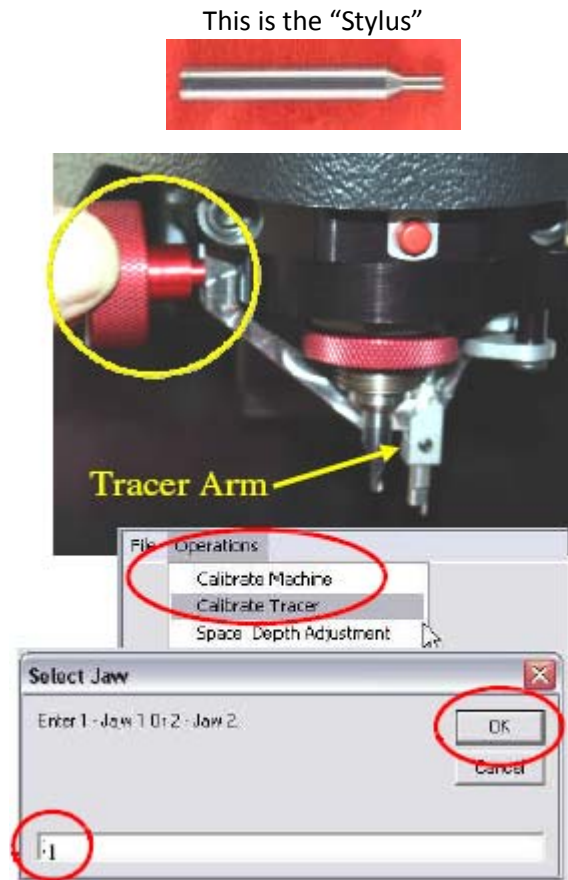 This is the “Stylus”
Tracer Arm
File Operations
Calibrate Machine
Calibrate Tracer
Space Depth Adjustment
Select Jaw
Enter 1 - Jaw 1 Or 2 - Jaw 2.
OK
Cancel
1